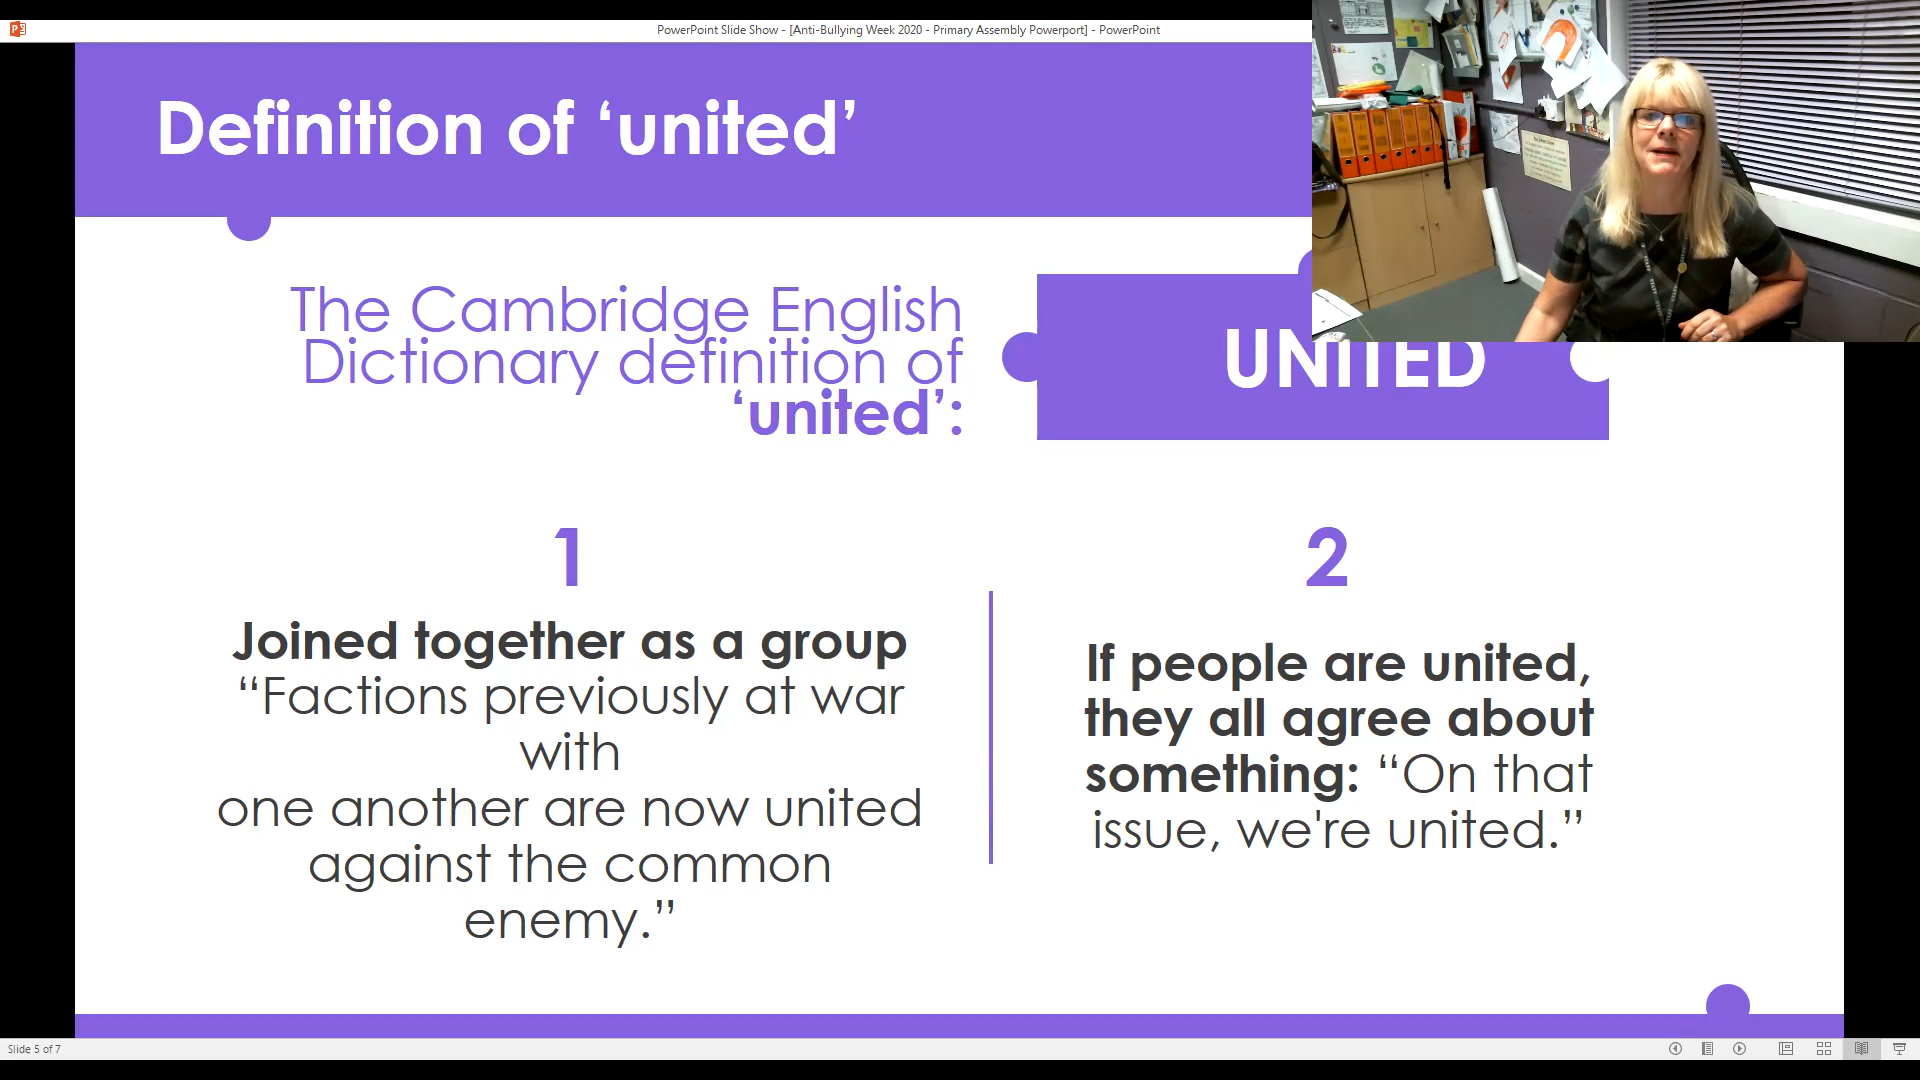 PowerPoint Slide Show - [Anti-Bullying Week 2020 - Primary Assembly Powerport] - PowerPoint
Definition of ‘united’
The Cambridge English
Dictionary definition of
‘united’:
UNITED
1
Joined together as a group
“Factions previously at war
with
one another are now united
against the common
enemy.”
2
If people are united,
they all agree about
something: “On that
issue, we're united.”
Slide 5 of 7